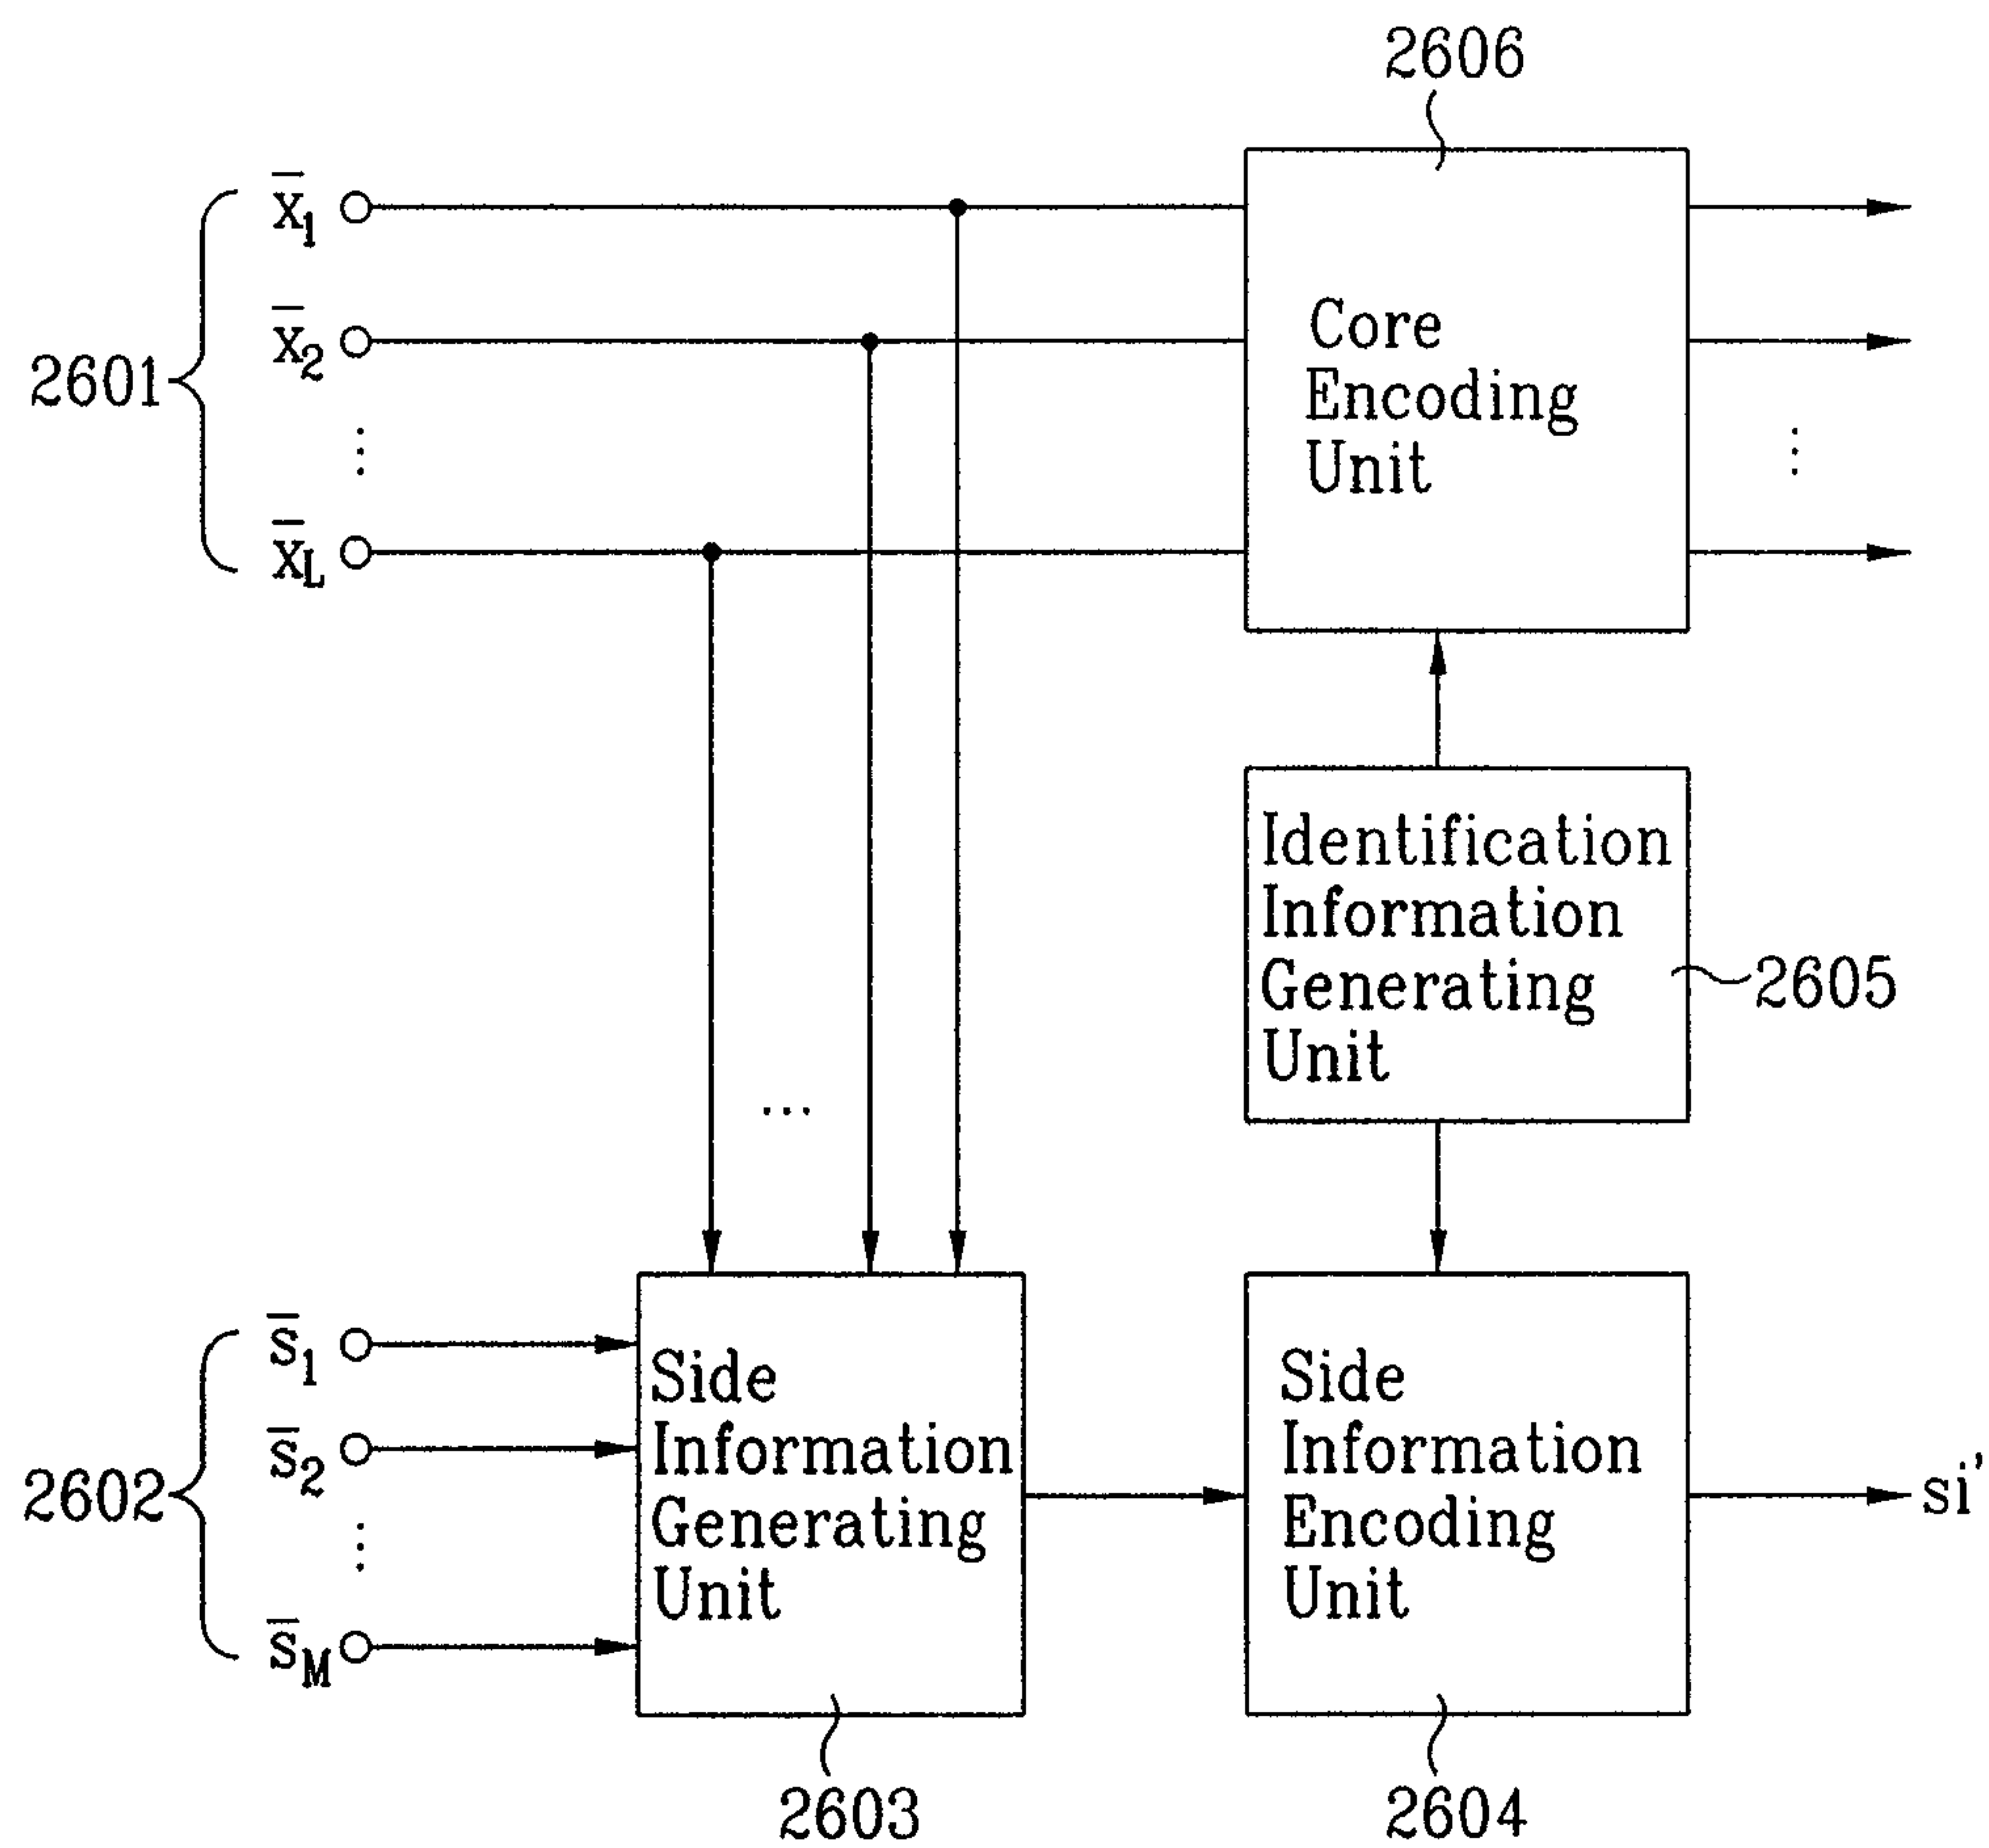 2606
x̄1
x̄2
⋮
x̄L
2601
Core
Encoding
Unit
⋮
Identification
Information
Generating
Unit
2605
...
s̄1
s̄2
⋮
s̄M
2602
Side
Information
Generating
Unit
2603
Side
Information
Encoding
Unit
2604
si'